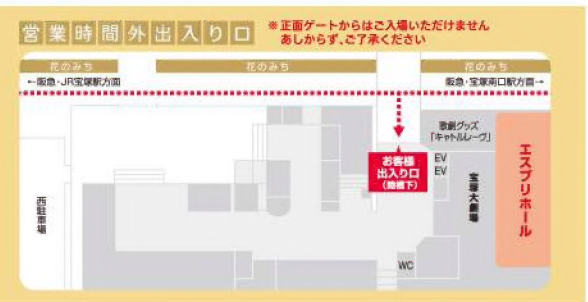 営業時間外出入り口
※正面ゲートからはご入場いただけません
あしからず、ご了承ください
花のみち
花のみち
花のみち
←阪急・JR宝塚駅方面
阪急・宝塚南口駅方面→
歌劇グッズ
「キャトルレーヴ」
お客様
出入り口
(陸橋下)
EV
EV
宝塚大劇場
エスプリホール
西駐車場
WC